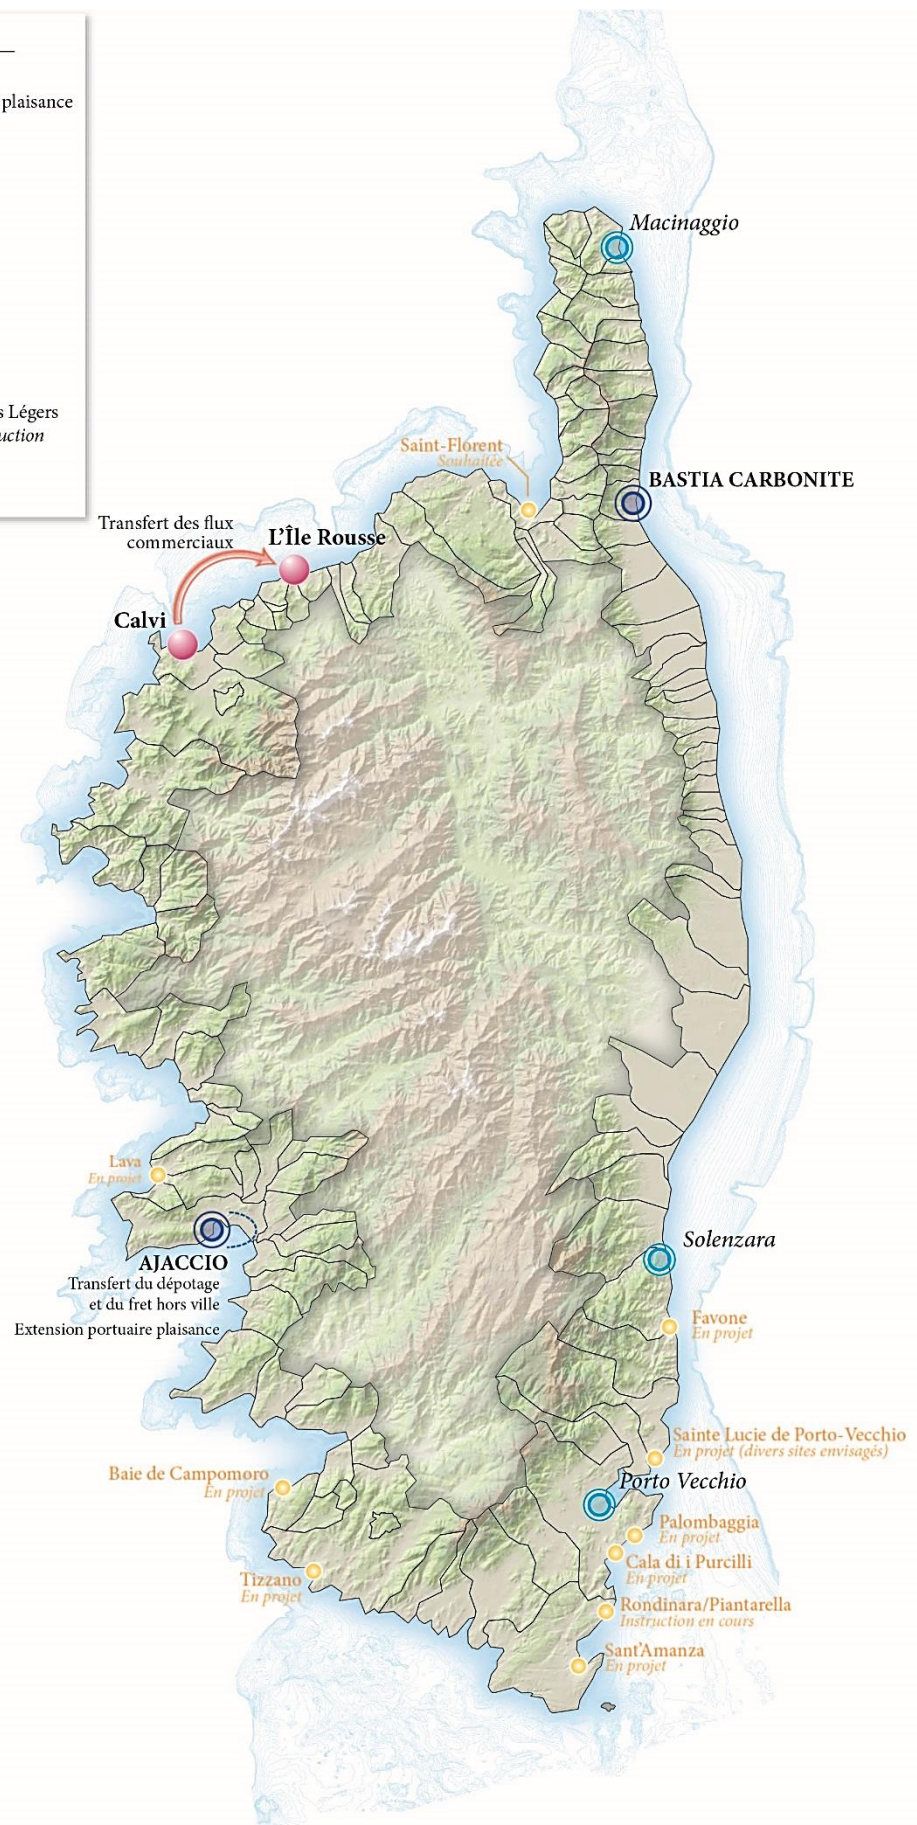 plaisance
s Légers
uction
Macinaggio
Saint-Florent
Souhaitée
BASTIA CARBONITE
Transfert des flux
commerciaux
L'Île Rousse
Calvi
Lava
En projet
AJACCIO
Transfert du dépotage
et du fret hors ville
Extension portuaire plaisance
Solenzara
Favone
En projet
Sainte Lucie de Porto-Vecchio
En projet (divers sites envisagés)
Baie de Campomoro
En projet
Porto Vecchio
Palombaggia
En projet
Cala di i Purcilli
En projet
Tizzano
En projet
Rondinara/Piantarella
Instruction en cours
Sant'Amanza
En projet